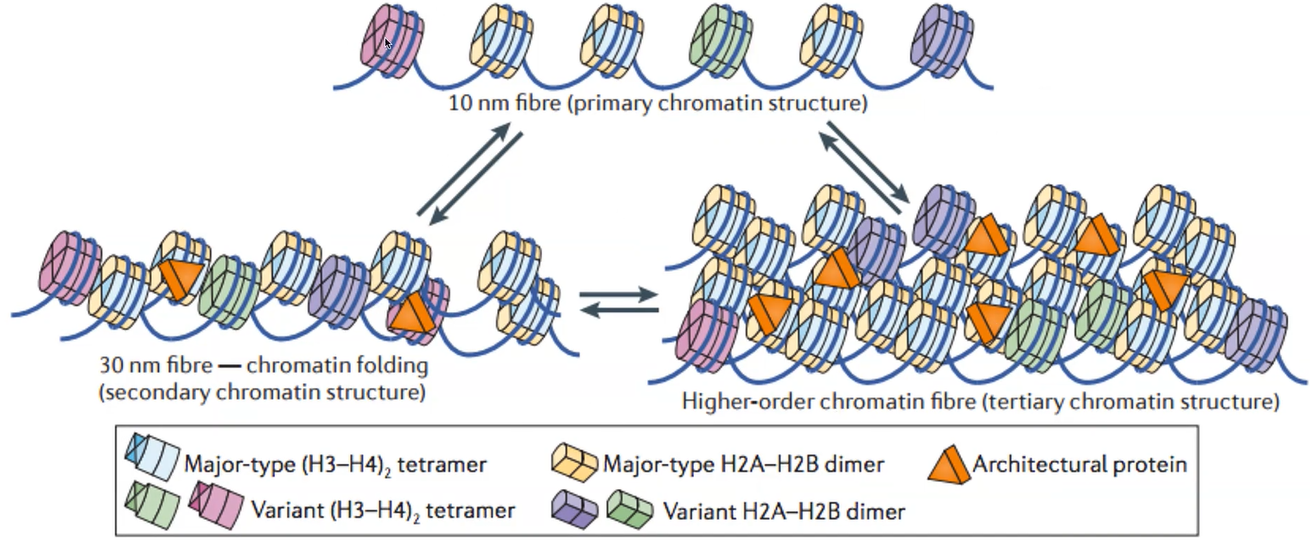 10 nm fibre (primary chromatin structure)
30 nm fibre — chromatin folding
(secondary chromatin structure)
Higher-order chromatin fibre (tertiary chromatin structure)
Major-type (H3–H4)₂ tetramer
Major-type H2A–H2B dimer
Architectural protein
Variant (H3–H4)₂ tetramer
Variant H2A–H2B dimer